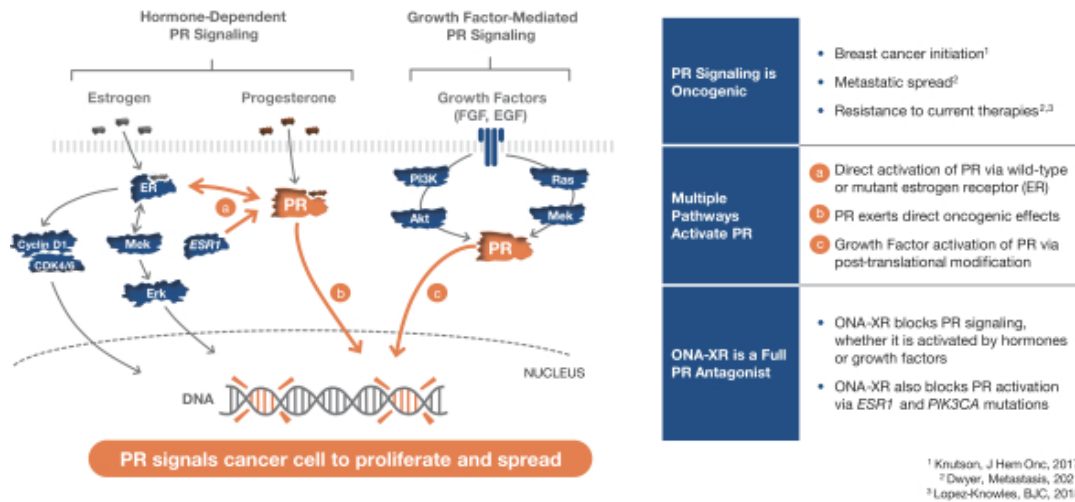 Hormone-Dependent
PR Signaling
Growth Factor-Mediated
PR Signaling
Estrogen
Progesterone
Growth Factors
(FGF, EGF)
ER
PR
a
PI3K
Ras
Akt
Mek
PR
Cyclin D1
CDK4/6
Mek
ESR1
Erk
b
c
NUCLEUS
DNA
PR signals cancer cell to proliferate and spread
PR Signaling is
Oncogenic
• Breast cancer initiation¹
• Metastatic spread²
• Resistance to current therapies²,³
Multiple
Pathways
Activate PR
a Direct activation of PR via wild-type
or mutant estrogen receptor (ER)
b PR exerts direct oncogenic effects
c Growth Factor activation of PR via
post-translational modification
ONA-XR is a Full
PR Antagonist
• ONA-XR blocks PR signaling,
whether it is activated by hormones
or growth factors
• ONA-XR also blocks PR activation
via ESR1 and PIK3CA mutations
¹ Knutson, J Hem Onc, 2017
² Dwyer, Metastasis, 202
³ Lopez-Knowles, BJC, 201